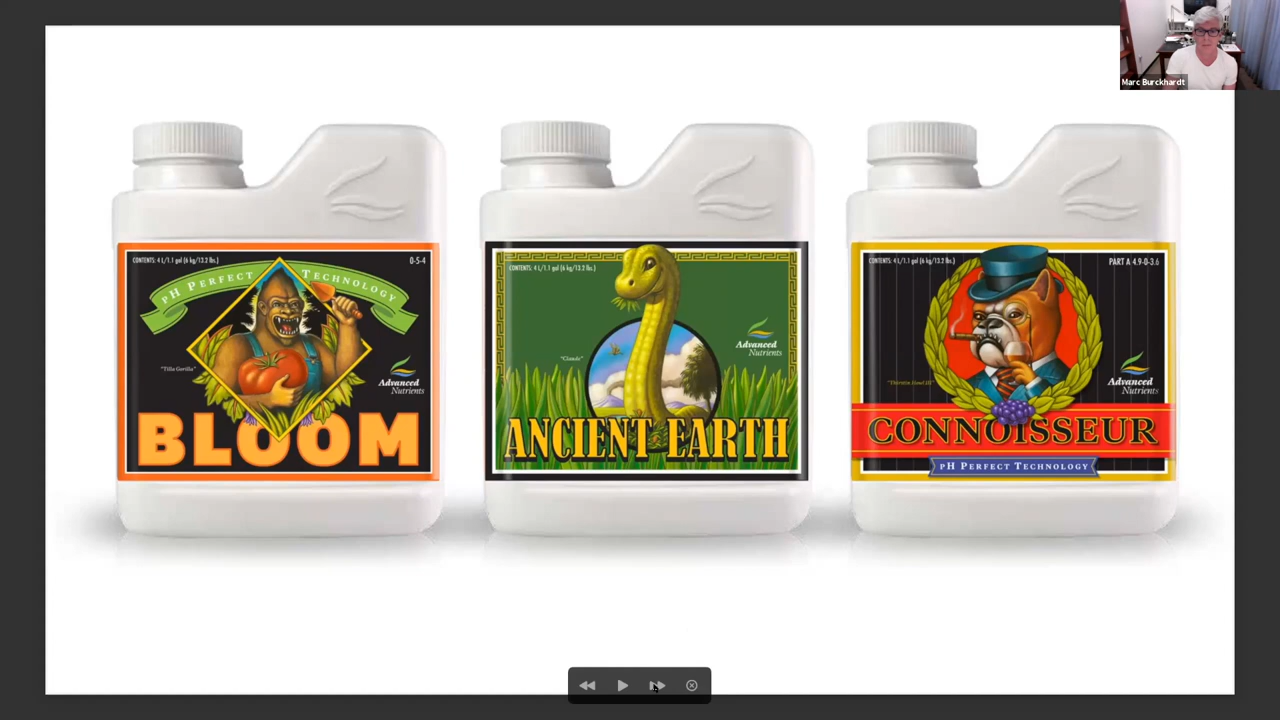 Marc Burckhardt
CONTENTS: 4 L/1.1 gal (6 kg/13.2 lbs.)
0-5-4
pH PERFECT TECHNOLOGY
"Tilla Gorilla"
Advanced
Nutrients
BLOOM
CONTENTS: 4 L/1.1 gal (6 kg/13.2 lbs.)
"Claude"
Advanced
Nutrients
ANCIENT EARTH
CONTENTS: 4 L/1.1 gal (6 kg/13.2 lbs.)
PART A 4.9-0-3.6
Advanced
Nutrients
CONNOISSEUR
pH PERFECT TECHNOLOGY